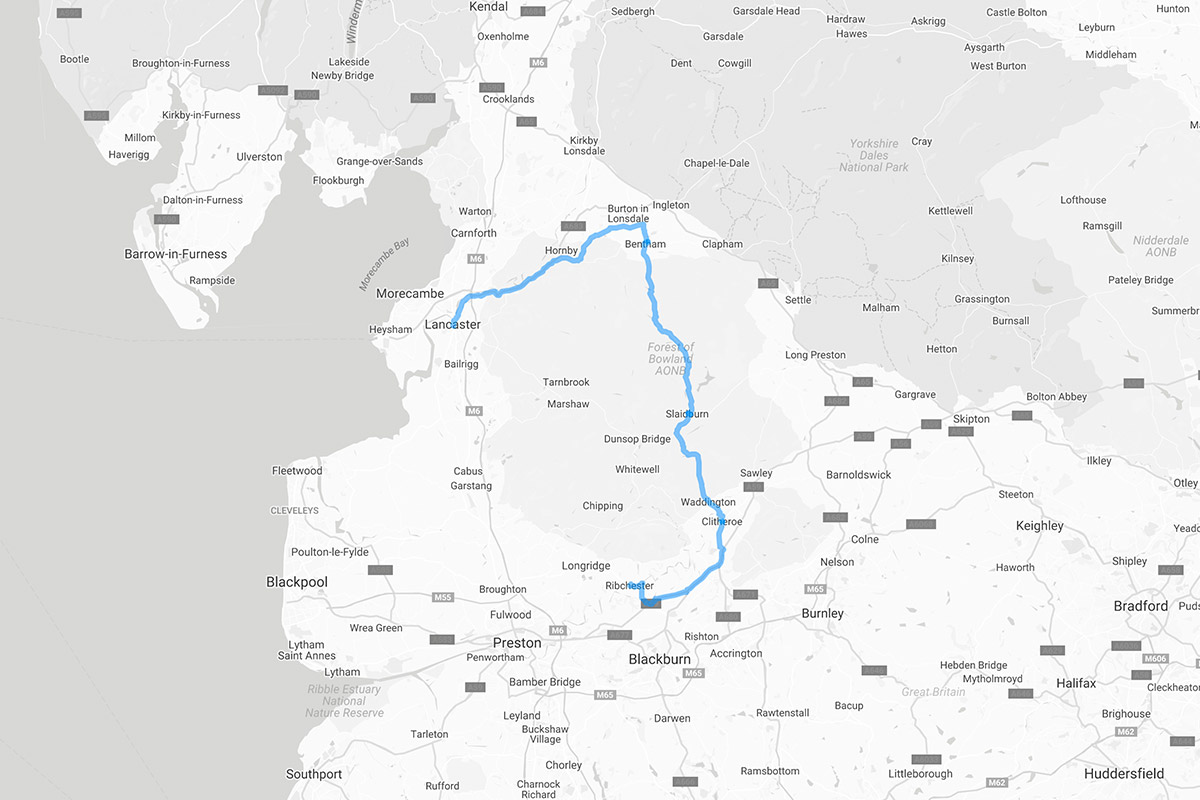 Kendal
Sedbergh
Garsdale Head
Hardraw
Castle Bolton
Hunton
Hawes
Askrigg
Leyburn
Oxenholme
Garsdale
Aysgarth
Middleham
Bootle
Broughton-in-Furness
Winderm
Lakeside
Newby Bridge
M6
Dent
Cowgill
West Burton
Crooklands
Kirkby-in-Furness
Millom
Haverigg
Ulverston
Grange-over-Sands
Flookburgh
Kirkby
Lonsdale
Chapel-le-Dale
Yorkshire
Dales
National Park
Cray
Ma
Dalton-in-Furness
Warton
Carnforth
Burton in
Lonsdale
Ingleton
Kettlewell
Lofthouse
Ramsgill
Nidderdale
AONB
Barrow-in-Furness
Rampside
Morecambe Bay
M6
Hornby
Bentham
Clapham
Kilnsey
Pateley Bridge
Morecambe
Heysham
Lancaster
Settle
Malham
Grassington
Burnsall
Summerbr
Bailrigg
Forest of
Bowland
AONB
Long Preston
Hetton
Tarnbrook
Marshaw
M6
Slaidburn
Gargrave
Bolton Abbey
Skipton
Dunsop Bridge
Fleetwood
Cabus
Garstang
Whitewell
Sawley
Barnoldswick
Ilkley
Otley
CLEVELEYS
Chipping
Waddington
Clitheroe
Steeton
Keighley
Yeado
Poulton-le-Fylde
Colne
Blackpool
Longridge
Nelson
Haworth
Shipley
M55
Broughton
Ribchester
M65
Bradford
Puds
Wrea Green
Fulwood
Burnley
Lytham
Saint Annes
Preston
M6
Rishton
Penwortham
Blackburn
Accrington
M606
Lytham
Bamber Bridge
M65
M65
Hebden Bridge
Mytholmroyd
Halifax
Cleckheaton
Ribble Estuary
National
Nature Reserve
Great Britain
Leyland
Buckshaw
Village
Darwen
Rawtenstall
Bacup
Brighouse
M62
Tarleton
Southport
Chorley
Ramsbottom
Littleborough
M62
Huddersfield
Rufford
Charnock
Richard